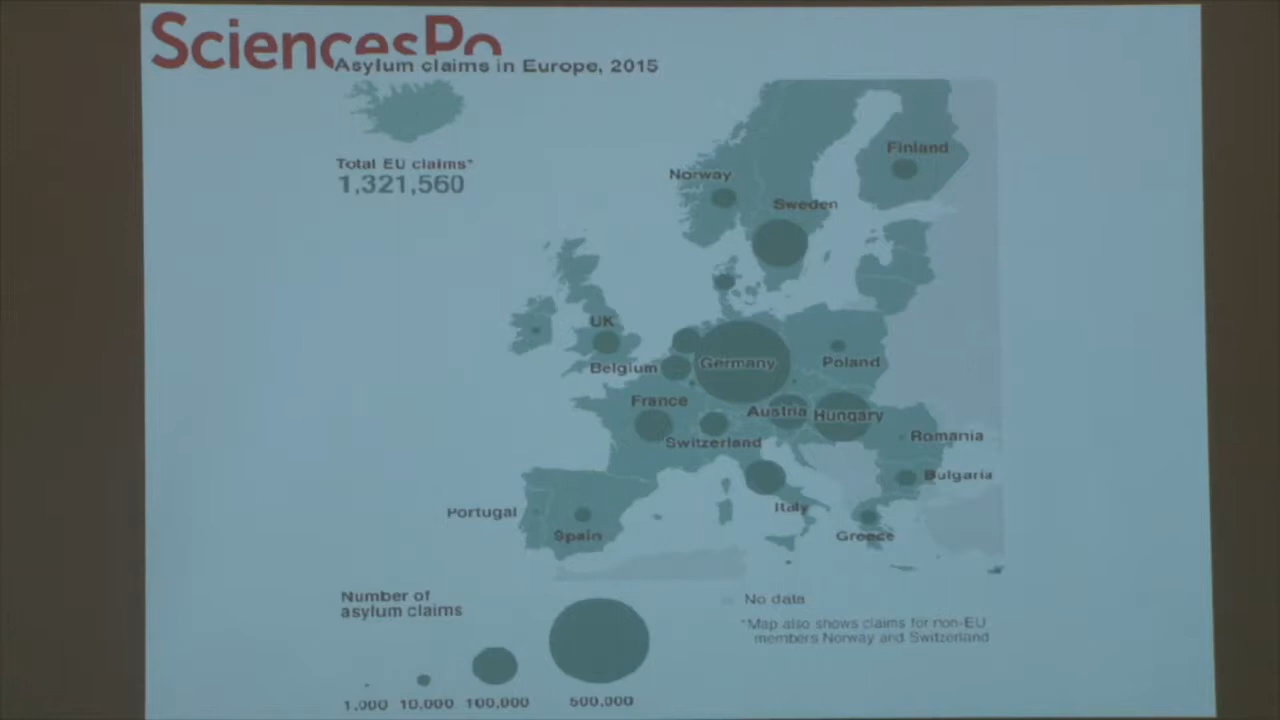 SciencesPo
Asylum claims in Europe, 2015
Total EU claims*
1,321,560
Finland
Norway
Sweden
UK
Belgium
Germany
Poland
France
Austria
Hungary
Switzerland
Romania
Bulgaria
Portugal
Spain
Italy
Greece
Number of
asylum claims
1,000 10,000 100,000 500,000
No data
*Map also shows claims for non-EU
members Norway and Switzerland